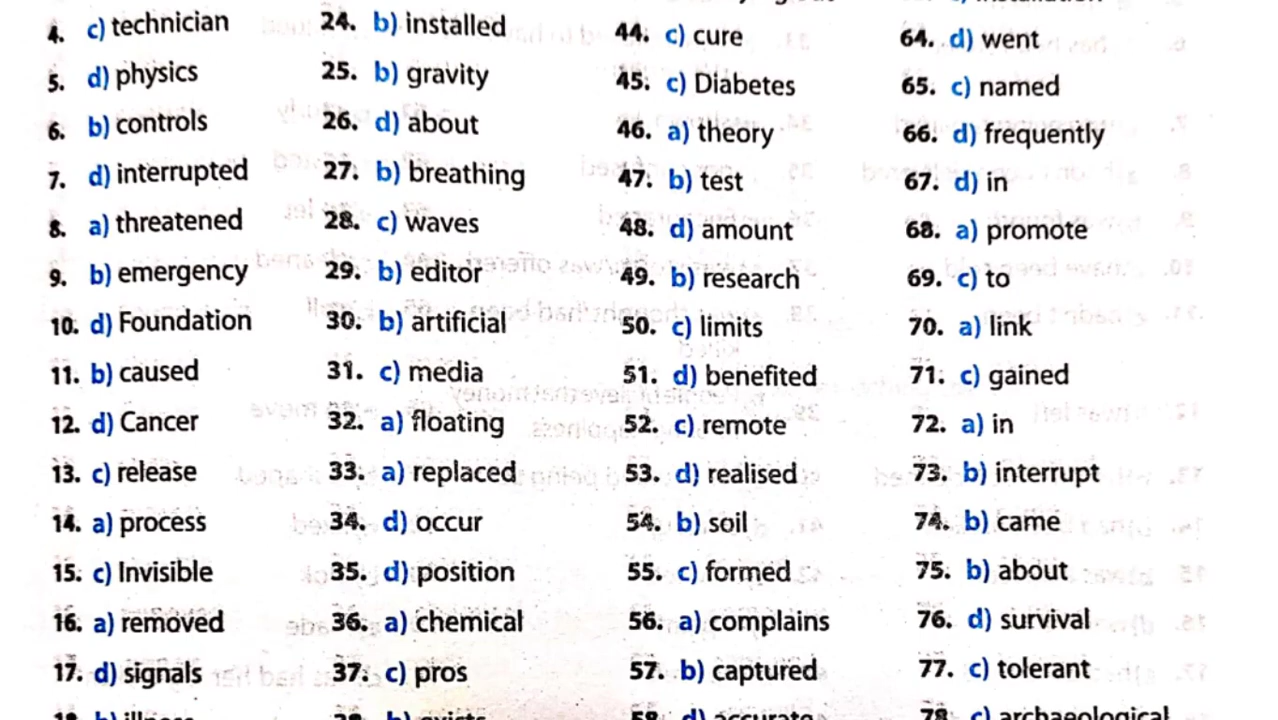 4. c) technician
5. d) physics
6. b) controls
7. d) interrupted
8. a) threatened
9. b) emergency
10. d) Foundation
11. b) caused
12. d) Cancer
13. c) release
14. a) process
15. c) Invisible
16. a) removed
17. d) signals
24. b) installed
25. b) gravity
26. d) about
27. b) breathing
28. c) waves
29. b) editor
30. b) artificial
31. c) media
32. a) floating
33. a) replaced
34. d) occur
35. d) position
36. a) chemical
37. c) pros
44. c) cure
45. c) Diabetes
46. a) theory
47. b) test
48. d) amount
49. b) research
50. c) limits
51. d) benefited
52. c) remote
53. d) realised
54. b) soil
55. c) formed
56. a) complains
57. b) captured
58. d) accurate
64. d) went
65. c) named
66. d) frequently
67. d) in
68. a) promote
69. c) to
70. a) link
71. c) gained
72. a) in
73. b) interrupt
74. b) came
75. b) about
76. d) survival
77. c) tolerant
78. c) archaeological